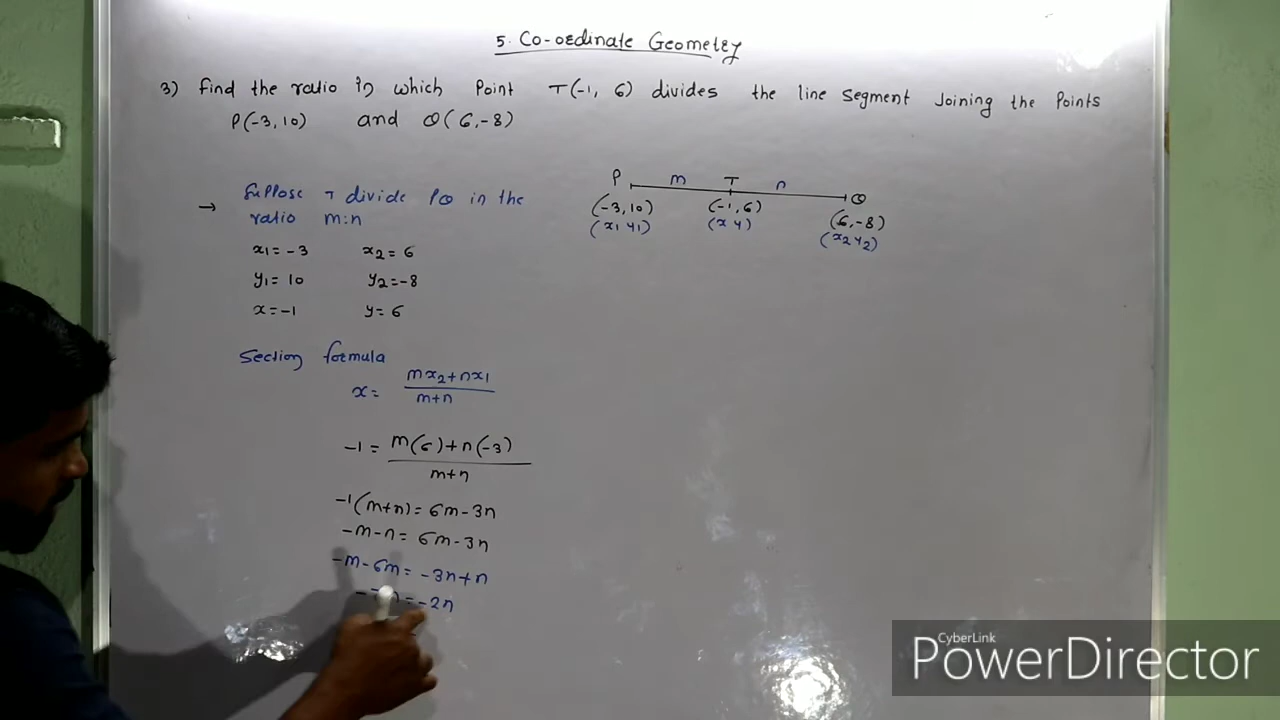 5. Co-ordinate Geometry
3) Find the ratio in which Point T(-1, 6) divides the line segment Joining the Points
P(-3, 10) and Q(6, -8)
P m T n Q
(-3, 10) (-1, 6) (6, -8)
(x1 y1) (x y) (x2 y2)
→ Suppose T divide PQ in the
ratio m:n
x1 = -3 x2 = 6
y1 = 10 y2 = -8
x = -1 y = 6
Section formula
x = mx2+nx1
m+n
-1 = m(6)+n(-3)
m+n
-1(m+n) = 6m-3n
-m-n = 6m-3n
-m-6m = -3n+n
= -2n
CyberLink
PowerDirector